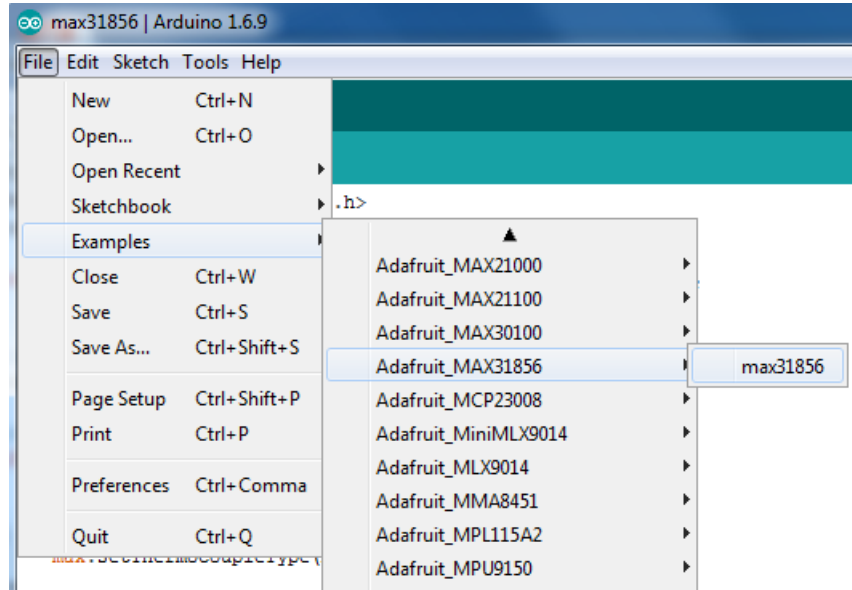 max31856 | Arduino 1.6.9
File Edit Sketch Tools Help
New Ctrl+N
Open... Ctrl+O
Open Recent
Sketchbook
Examples
Close Ctrl+W
Save Ctrl+S
Save As... Ctrl+Shift+S
Page Setup Ctrl+Shift+P
Print Ctrl+P
Preferences Ctrl+Comma
Quit Ctrl+Q
.h>
Adafruit_MAX21000
Adafruit_MAX21100
Adafruit_MAX30100
Adafruit_MAX31856
Adafruit_MCP23008
Adafruit_MiniMLX9014
Adafruit_MLX9014
Adafruit_MMA8451
Adafruit_MPL115A2
Adafruit_MPU9150
max31856
max.setThermocoupleType(